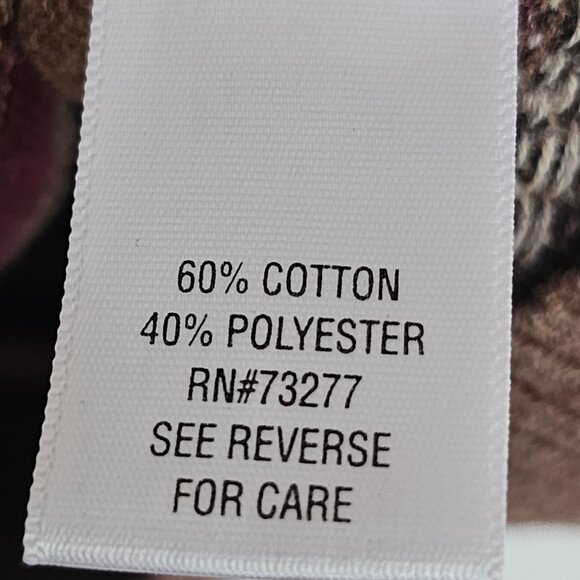 60% COTTON
40% POLYESTER
RN#73277
SEE REVERSE
FOR CARE